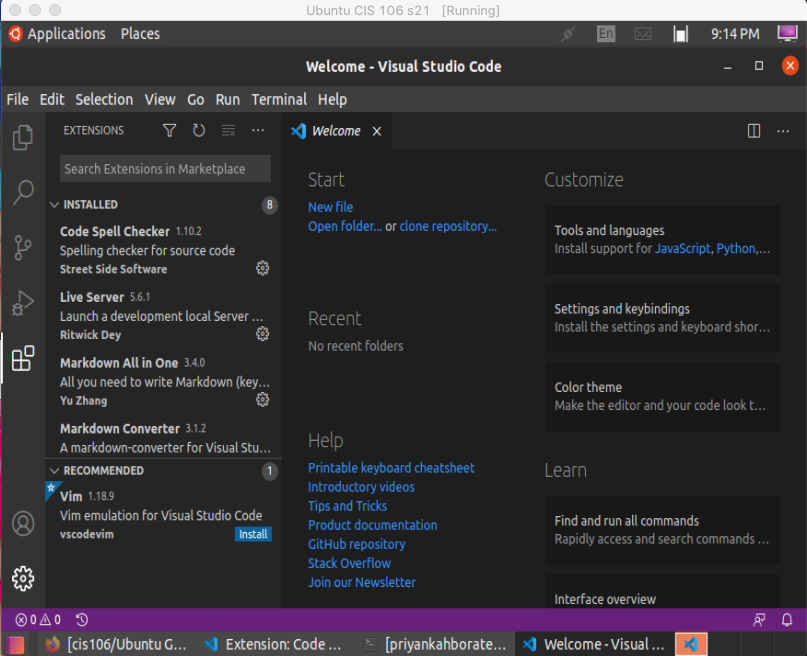 Ubuntu CIS 106 s21 [Running]
Applications Places En 9:14 PM
Welcome - Visual Studio Code
File Edit Selection View Go Run Terminal Help
EXTENSIONS
Welcome
Search Extensions in Marketplace
INSTALLED 8
Code Spell Checker 1.10.2
Spelling checker for source code
Street Side Software
Live Server 5.6.1
Launch a development local Server ...
Ritwick Dey
Markdown All in One 3.4.0
All you need to write Markdown (key...
Yu Zhang
Markdown Converter 3.1.2
A markdown-converter for Visual Stu...
RECOMMENDED 1
Vim 1.18.9
Vim emulation for Visual Studio Code
vscodevim Install
Start
New file
Open folder... or clone repository...
Recent
No recent folders
Help
Printable keyboard cheatsheet
Introductory videos
Tips and Tricks
Product documentation
GitHub repository
Stack Overflow
Join our Newsletter
Customize
Tools and languages
Install support for JavaScript, Python,...
Settings and keybindings
Install the settings and keyboard shor...
Color theme
Make the editor and your code look t...
Learn
Find and run all commands
Rapidly access and search commands ...
Interface overview
0 0
[cis106/Ubuntu G... Extension: Code ... [priyankahborate... Welcome - Visual ...